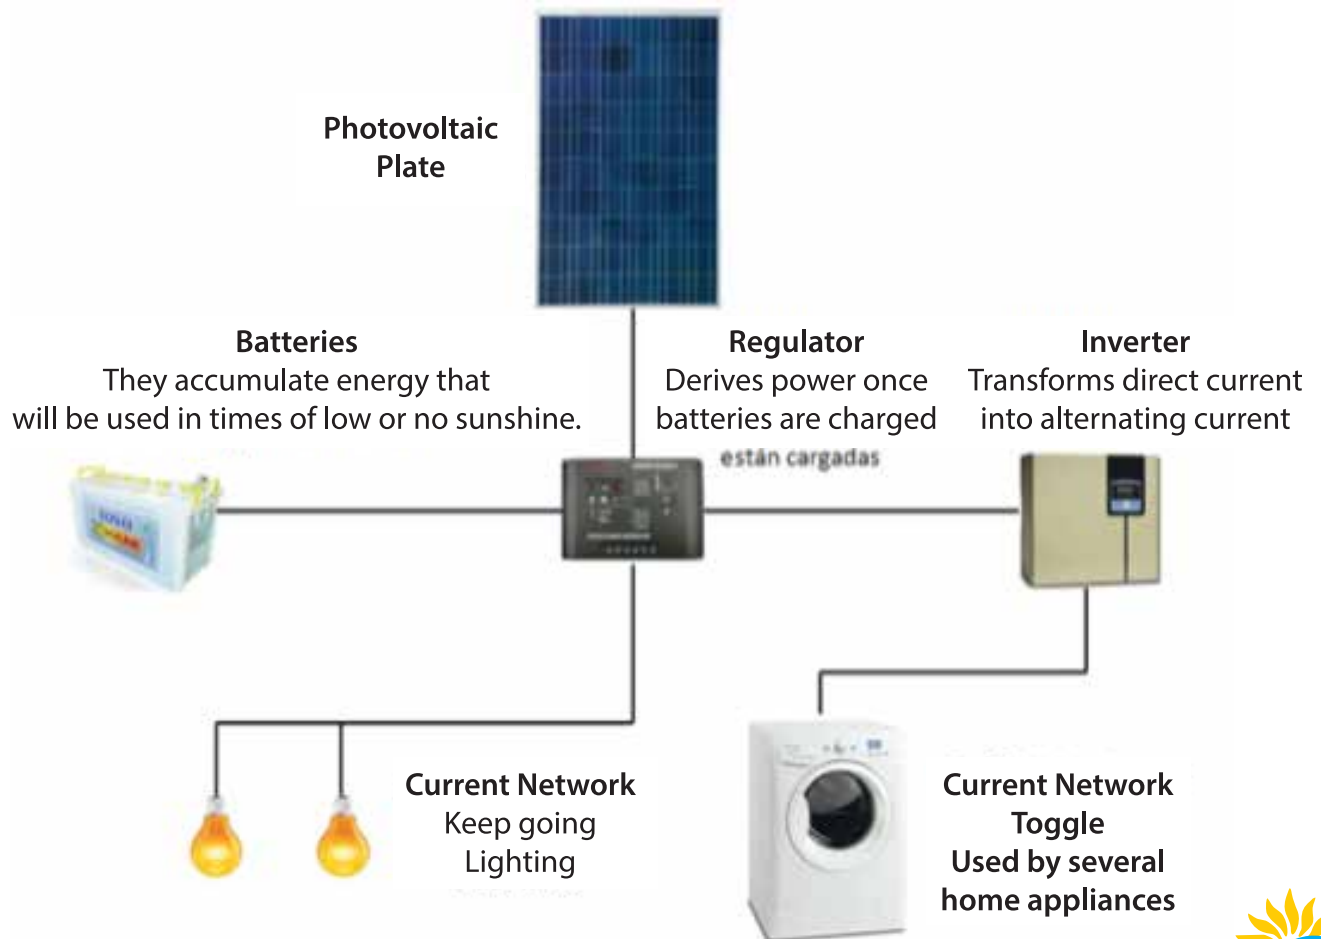 Photovoltaic
Plate
Batteries
They accumulate energy that
will be used in times of low or no sunshine.
Regulator
Derives power once
batteries are charged
están cargadas
Inverter
Transforms direct current
into alternating current
Current Network
Keep going
Lighting
Current Network
Toggle
Used by several
home appliances